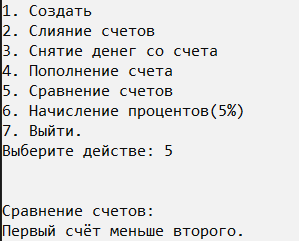 1. Создать
2. Слияние счетов
3. Снятие денег со счета
4. Пополнение счета
5. Сравнение счетов
6. Начисление процентов(5%)
7. Выйти.
Выберите действе: 5
Сравнение счетов:
Первый счёт меньше второго.